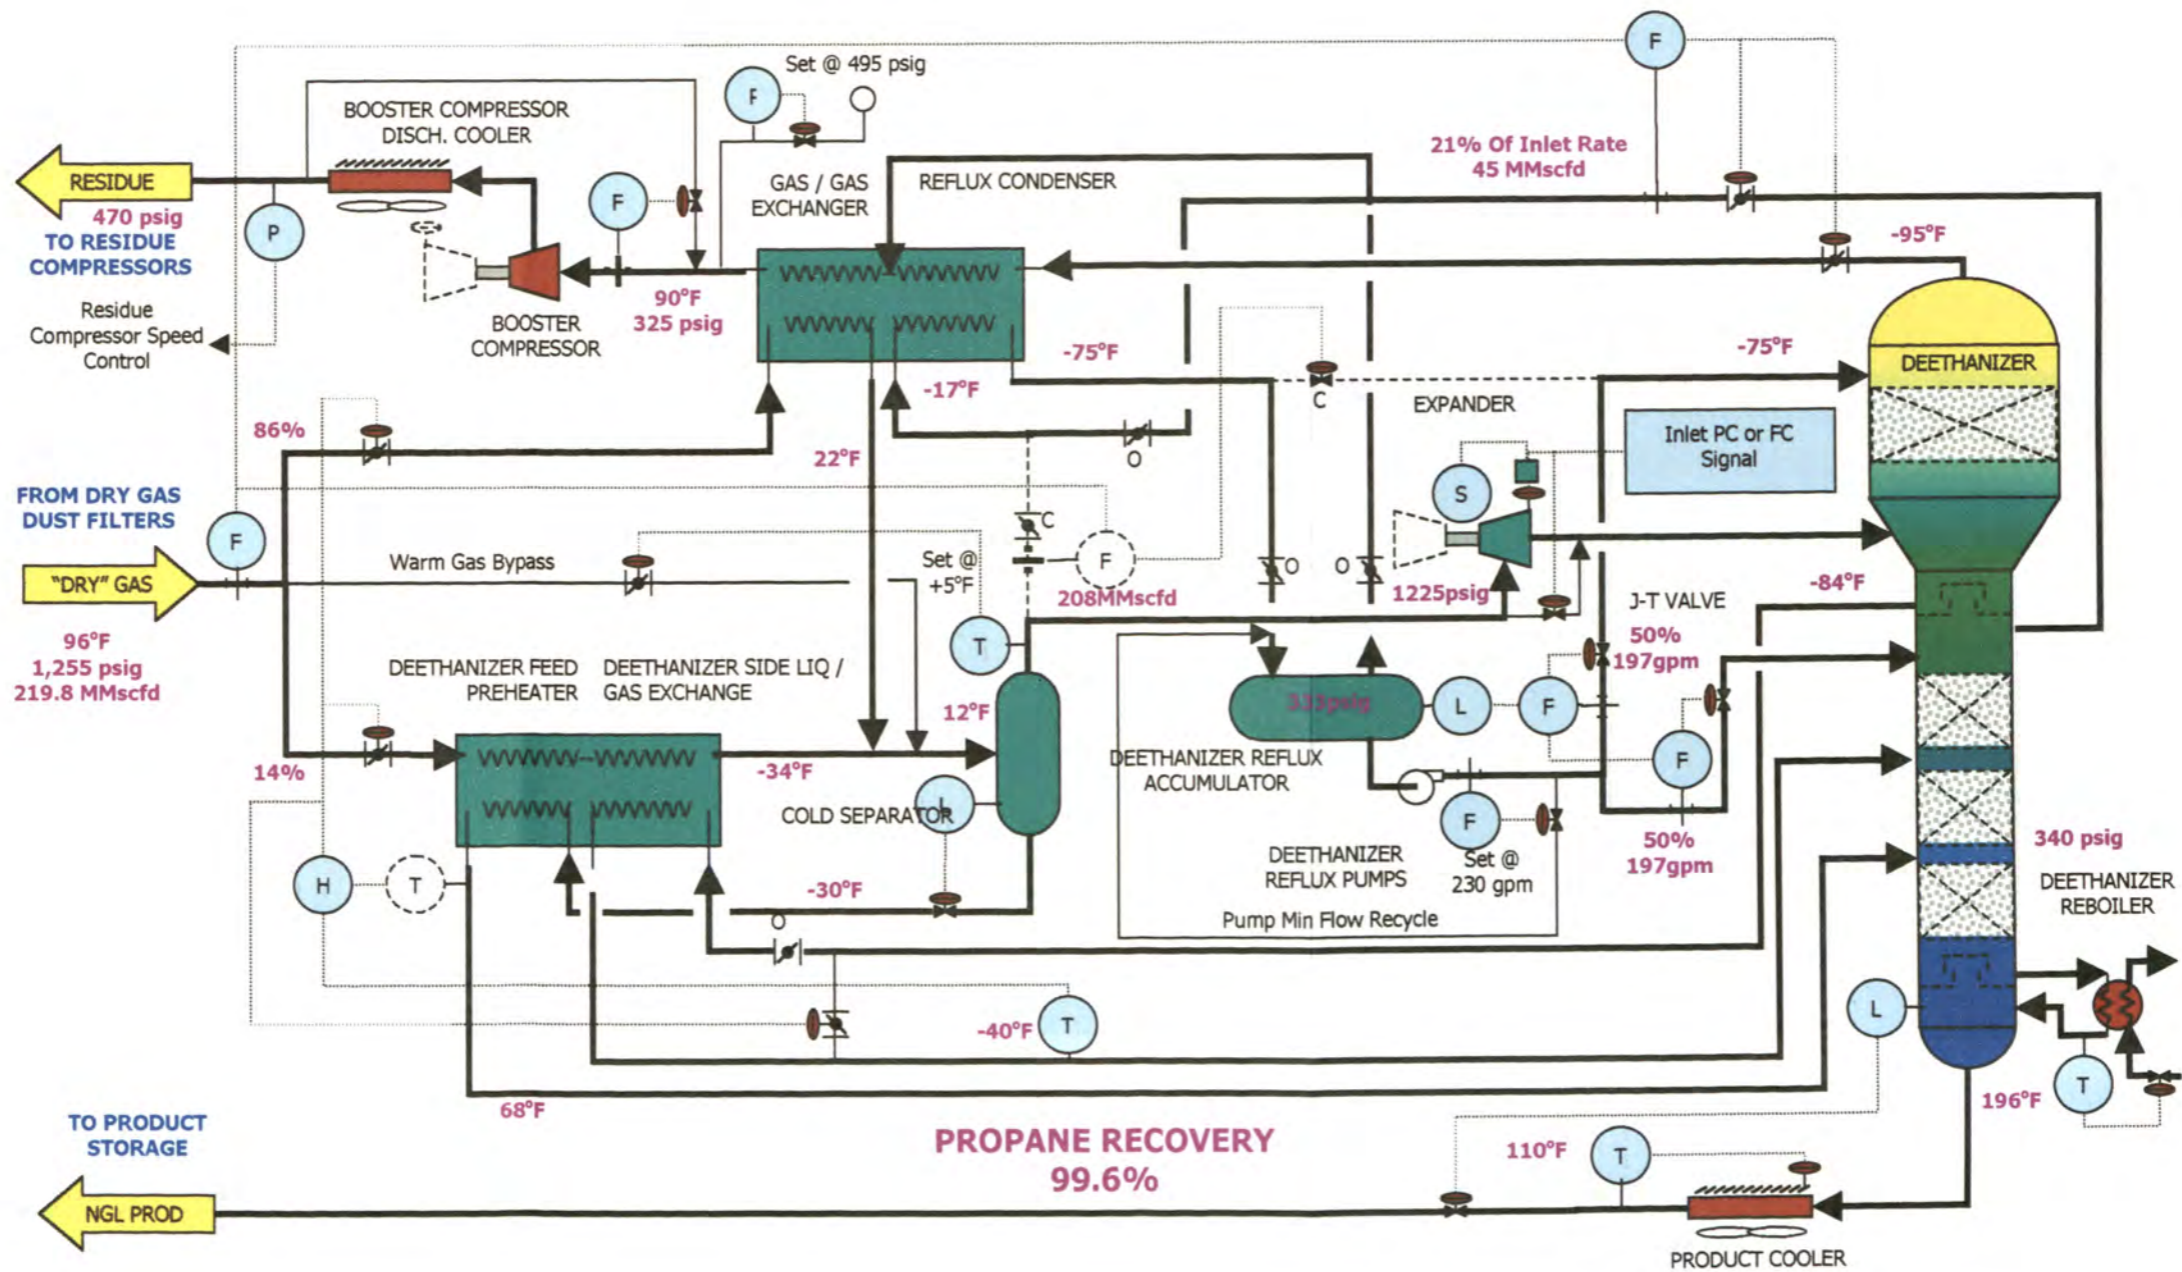 F
Set @ 495 psig
F
BOOSTER COMPRESSOR
DISCH. COOLER
21% Of Inlet Rate
45 MMscfd
RESIDUE
GAS / GAS
EXCHANGER
REFLUX CONDENSER
F
470 psig
TO RESIDUE
COMPRESSORS
P
-95°F
Residue
Compressor Speed
Control
90°F
325 psig
BOOSTER
COMPRESSOR
-75°F
-75°F
DEETHANIZER
-17°F
C
EXPANDER
86%
22°F
O
Inlet PC or FC
Signal
FROM DRY GAS
DUST FILTERS
S
C
F
Warm Gas Bypass
Set @
+5°F
F
O
O
"DRY" GAS
208MMscfd
1225psig
-84°F
J-T VALVE
96°F
1,255 psig
219.8 MMscfd
T
50%
197gpm
DEETHANIZER FEED
PREHEATER
DEETHANIZER SIDE LIQ /
GAS EXCHANGE
12°F
335psig
L
F
14%
-34°F
DEETHANIZER REFLUX
ACCUMULATOR
F
COLD SEPARATOR
L
F
50%
197gpm
340 psig
DEETHANIZER
REFLUX PUMPS
Set @
230 gpm
DEETHANIZER
REBOILER
H
T
-30°F
O
Pump Min Flow Recycle
L
-40°F
T
68°F
196°F
T
TO PRODUCT
STORAGE
PROPANE RECOVERY
99.6%
110°F
T
NGL PROD
PRODUCT COOLER